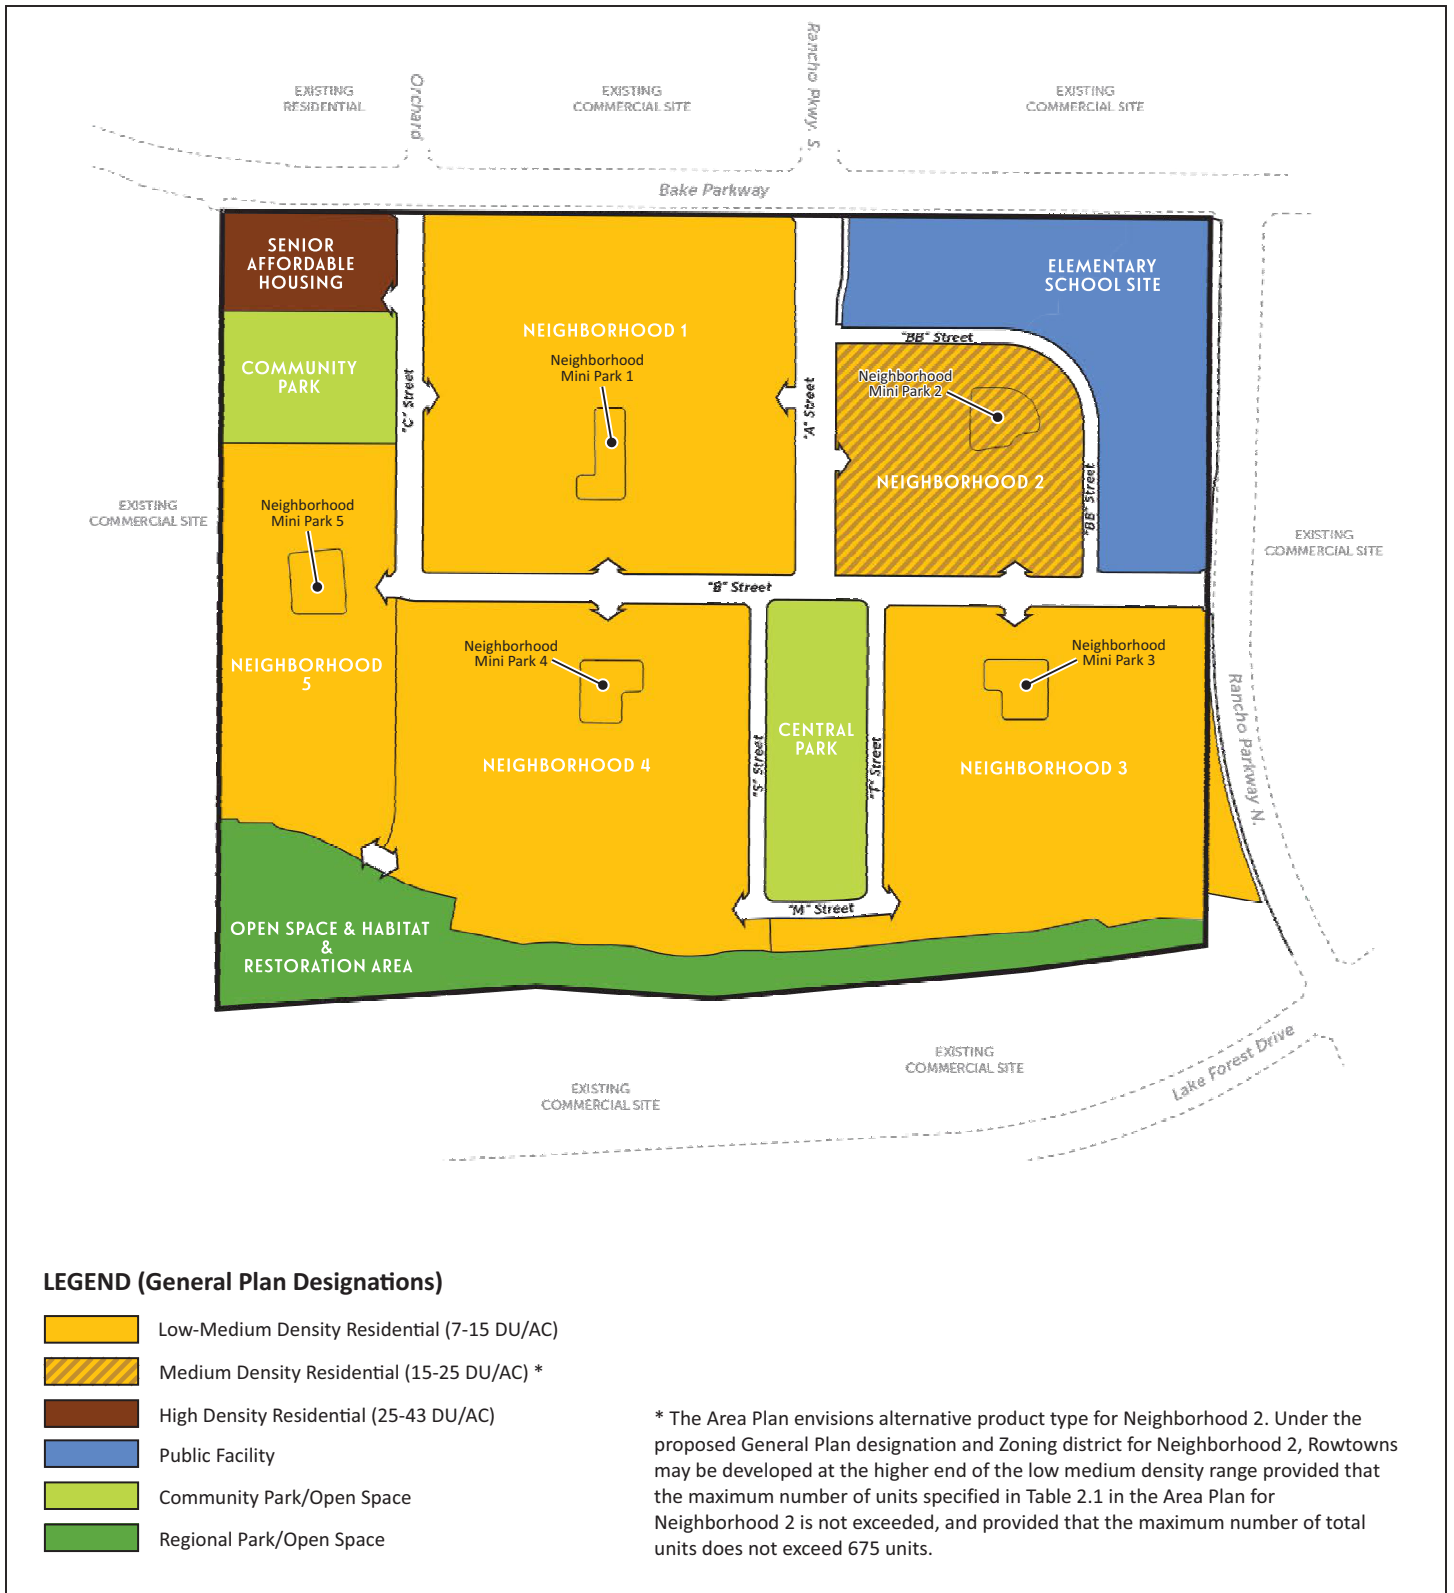 EXISTING
RESIDENTIAL
Orchard
EXISTING
COMMERCIAL SITE
Rancho Pkwy. S.
EXISTING
COMMERCIAL SITE
Bake Parkway
SENIOR
AFFORDABLE
HOUSING
ELEMENTARY
SCHOOL SITE
NEIGHBORHOOD 1
Neighborhood
Mini Park 1
"BB" Street
COMMUNITY
PARK
"C" Street
"A" Street
Neighborhood
Mini Park 2
NEIGHBORHOOD 2
"BB" Street
EXISTING
COMMERCIAL SITE
Neighborhood
Mini Park 5
EXISTING
COMMERCIAL SITE
"B" Street
NEIGHBORHOOD
5
Neighborhood
Mini Park 4
Neighborhood
Mini Park 3
Rancho Parkway N.
CENTRAL
PARK
"S" Street
"T" Street
NEIGHBORHOOD 4
NEIGHBORHOOD 3
"M" Street
OPEN SPACE & HABITAT
&
RESTORATION AREA
EXISTING
COMMERCIAL SITE
Lake Forest Drive
EXISTING
COMMERCIAL SITE
LEGEND (General Plan Designations)
Low-Medium Density Residential (7-15 DU/AC)
Medium Density Residential (15-25 DU/AC) *
High Density Residential (25-43 DU/AC)
Public Facility
Community Park/Open Space
Regional Park/Open Space
* The Area Plan envisions alternative product type for Neighborhood 2. Under the
proposed General Plan designation and Zoning district for Neighborhood 2, Rowtowns
may be developed at the higher end of the low medium density range provided that
the maximum number of units specified in Table 2.1 in the Area Plan for
Neighborhood 2 is not exceeded, and provided that the maximum number of total
units does not exceed 675 units.